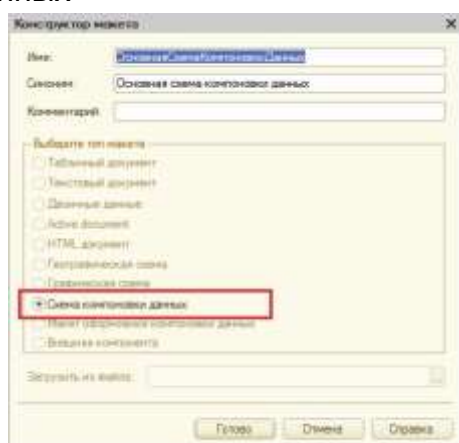 Конструктор макета
Имя: ОсновнаяСхемаКомпоновкиДанных
Синоним: Основная схема компоновки данных
Комментарий:
Выберите тип макета
Табличный документ
Текстовый документ
Двоичные данные
Active document
HTML документ
Географическая схема
Графическая схема
Схема компоновки данных
Макет оформления компоновки данных
Внешняя компонента
Загрузить из файла:
Готово Отмена Справка